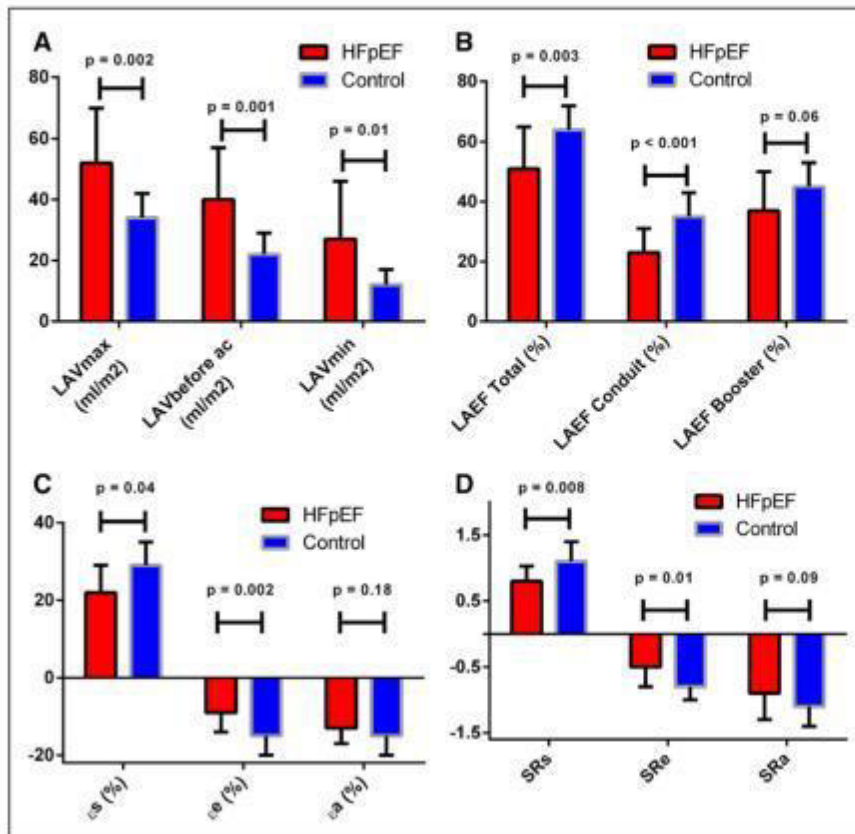 A
p = 0.002
HFpEF
Control
p = 0.001
p = 0.01
80
60
40
20
0
LAVmax
(ml/m2)
LAVbefore ac
(ml/m2)
LAVmin
(ml/m2)
B
p = 0.003
HFpEF
Control
p < 0.001
p = 0.06
80
60
40
20
0
LAEF Total (%)
LAEF Conduit (%)
LAEF Booster (%)
C
p = 0.04
HFpEF
Control
p = 0.002
p = 0.18
40
20
0
-20
εs (%)
εe (%)
εa (%)
D
p = 0.008
HFpEF
Control
p = 0.01
p = 0.09
1.5
0.5
-0.5
-1.5
SRs
SRe
SRa